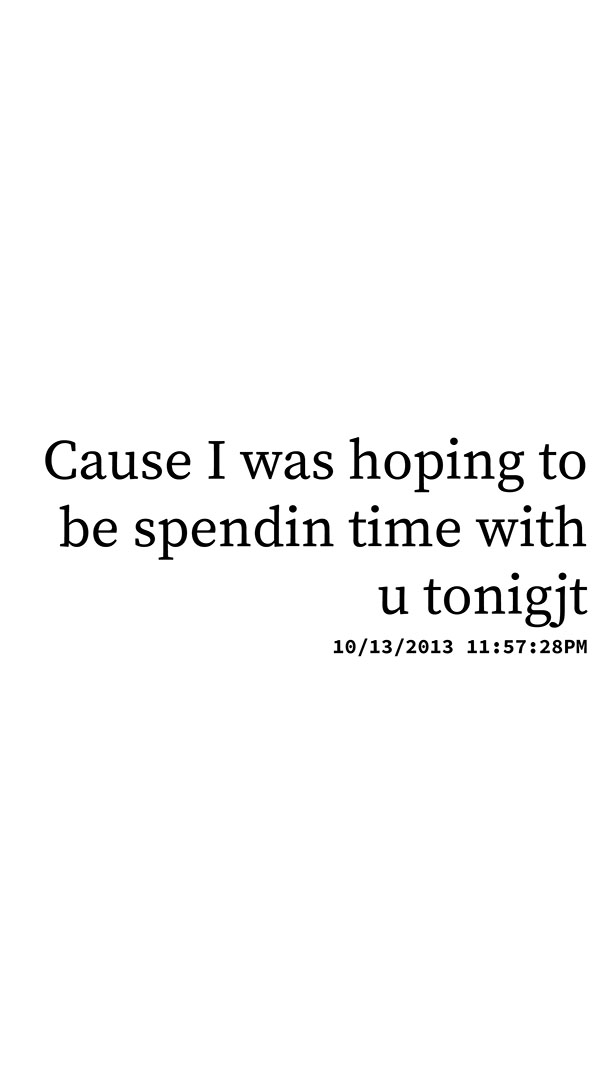 Cause I was hoping to
be spendin time with
u tonigjt
10/13/2013 11:57:28PM